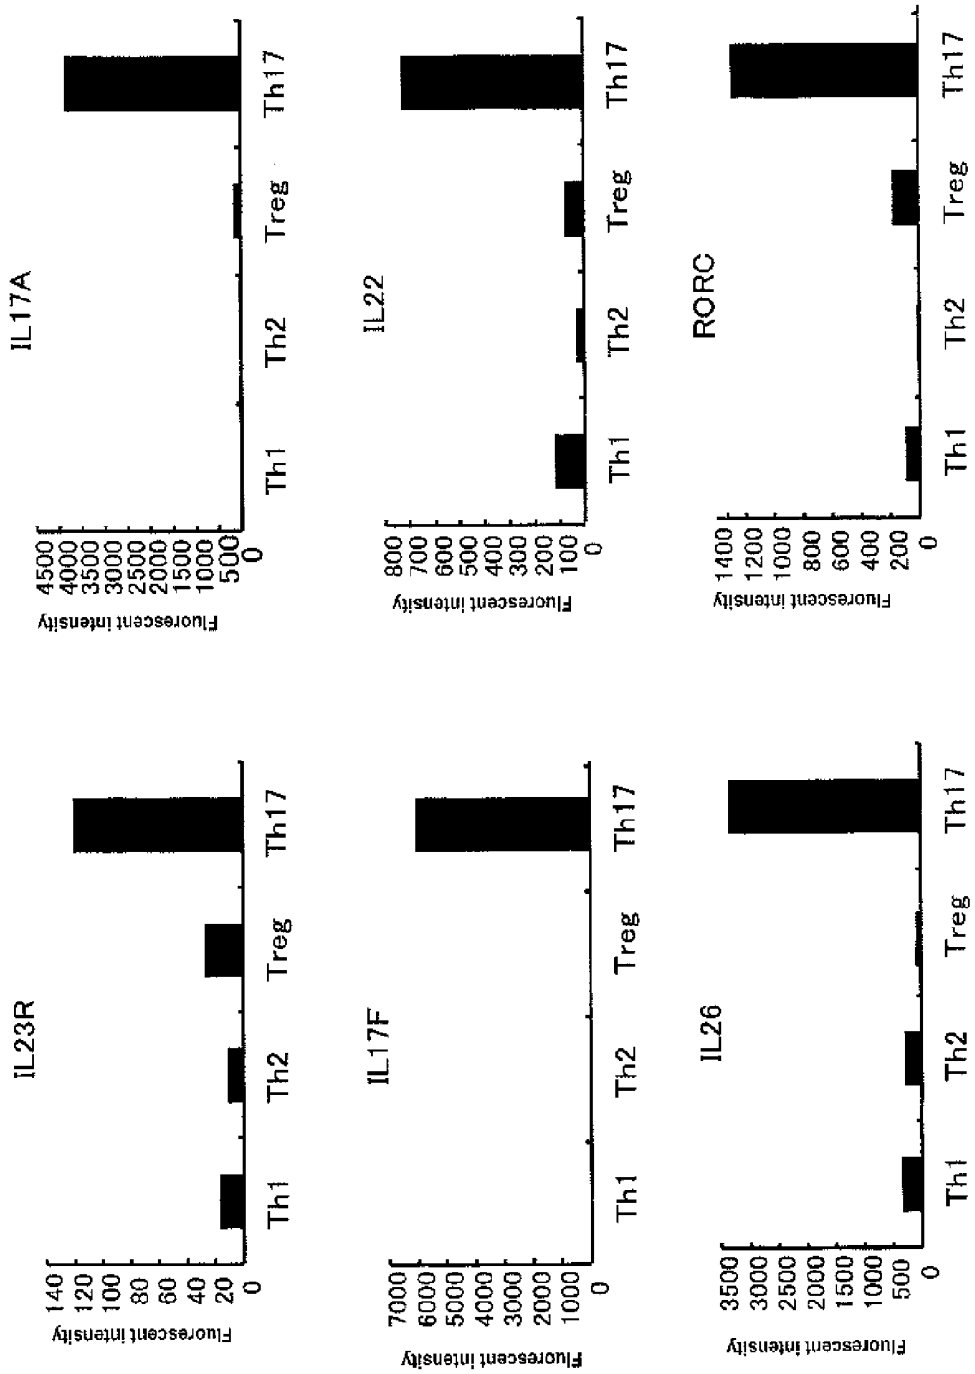 IL23R
Fluorescent intensity
140
120
100
80
60
40
20
0
Th1 Th2 Treg Th17
IL17A
Fluorescent intensity
4500
4000
3500
3000
2500
2000
1500
1000
500
0
Th1 Th2 Treg Th17
IL17F
Fluorescent intensity
7000
6000
5000
4000
3000
2000
1000
0
Th1 Th2 Treg Th17
IL22
Fluorescent intensity
800
700
600
500
400
300
200
100
0
Th1 Th2 Treg Th17
IL26
Fluorescent intensity
3500
3000
2500
2000
1500
1000
500
0
Th1 Th2 Treg Th17
RORC
Fluorescent intensity
1400
1200
1000
800
600
400
200
0
Th1 Th2 Treg Th17